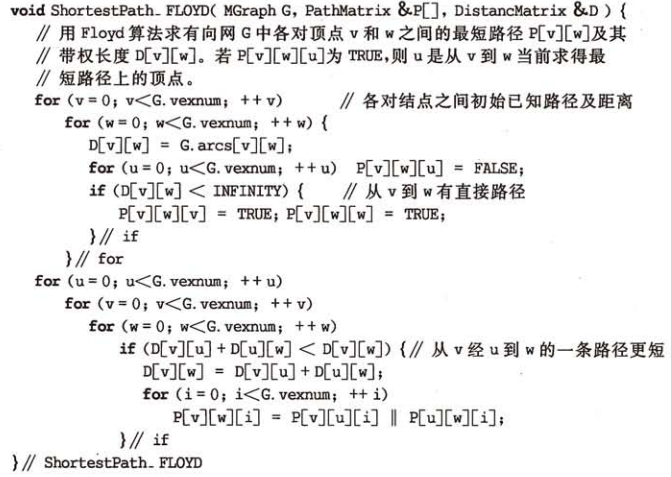 void ShortestPath_FLOYD( MGraph G, PathMatrix &P[], DistancMatrix &D ) {
// 用 Floyd 算法求有向网 G 中各对顶点 v 和 w 之间的最短路径 P[v][w]及其
// 带权长度 D[v][w]。若 P[v][w][u]为 TRUE,则 u 是从 v 到 w 当前求得最
// 短路径上的顶点。
for (v = 0; v<G.vexnum; ++v) // 各对结点之间初始已知路径及距离
for (w = 0; w<G.vexnum; ++w) {
D[v][w] = G.arcs[v][w];
for (u = 0; u<G.vexnum; ++u) P[v][w][u] = FALSE;
if (D[v][w] < INFINITY) { // 从 v 到 w 有直接路径
P[v][w][v] = TRUE; P[v][w][w] = TRUE;
}// if
}// for
for (u = 0; u<G.vexnum; ++u)
for (v = 0; v<G.vexnum; ++v)
for (w = 0; w<G.vexnum; ++w)
if (D[v][u] + D[u][w] < D[v][w]) {// 从 v 经 u 到 w 的一条路径更短
D[v][w] = D[v][u] + D[u][w];
for (i = 0; i<G.vexnum; ++i)
P[v][w][i] = P[v][u][i] || P[u][w][i];
}// if
}// ShortestPath_FLOYD